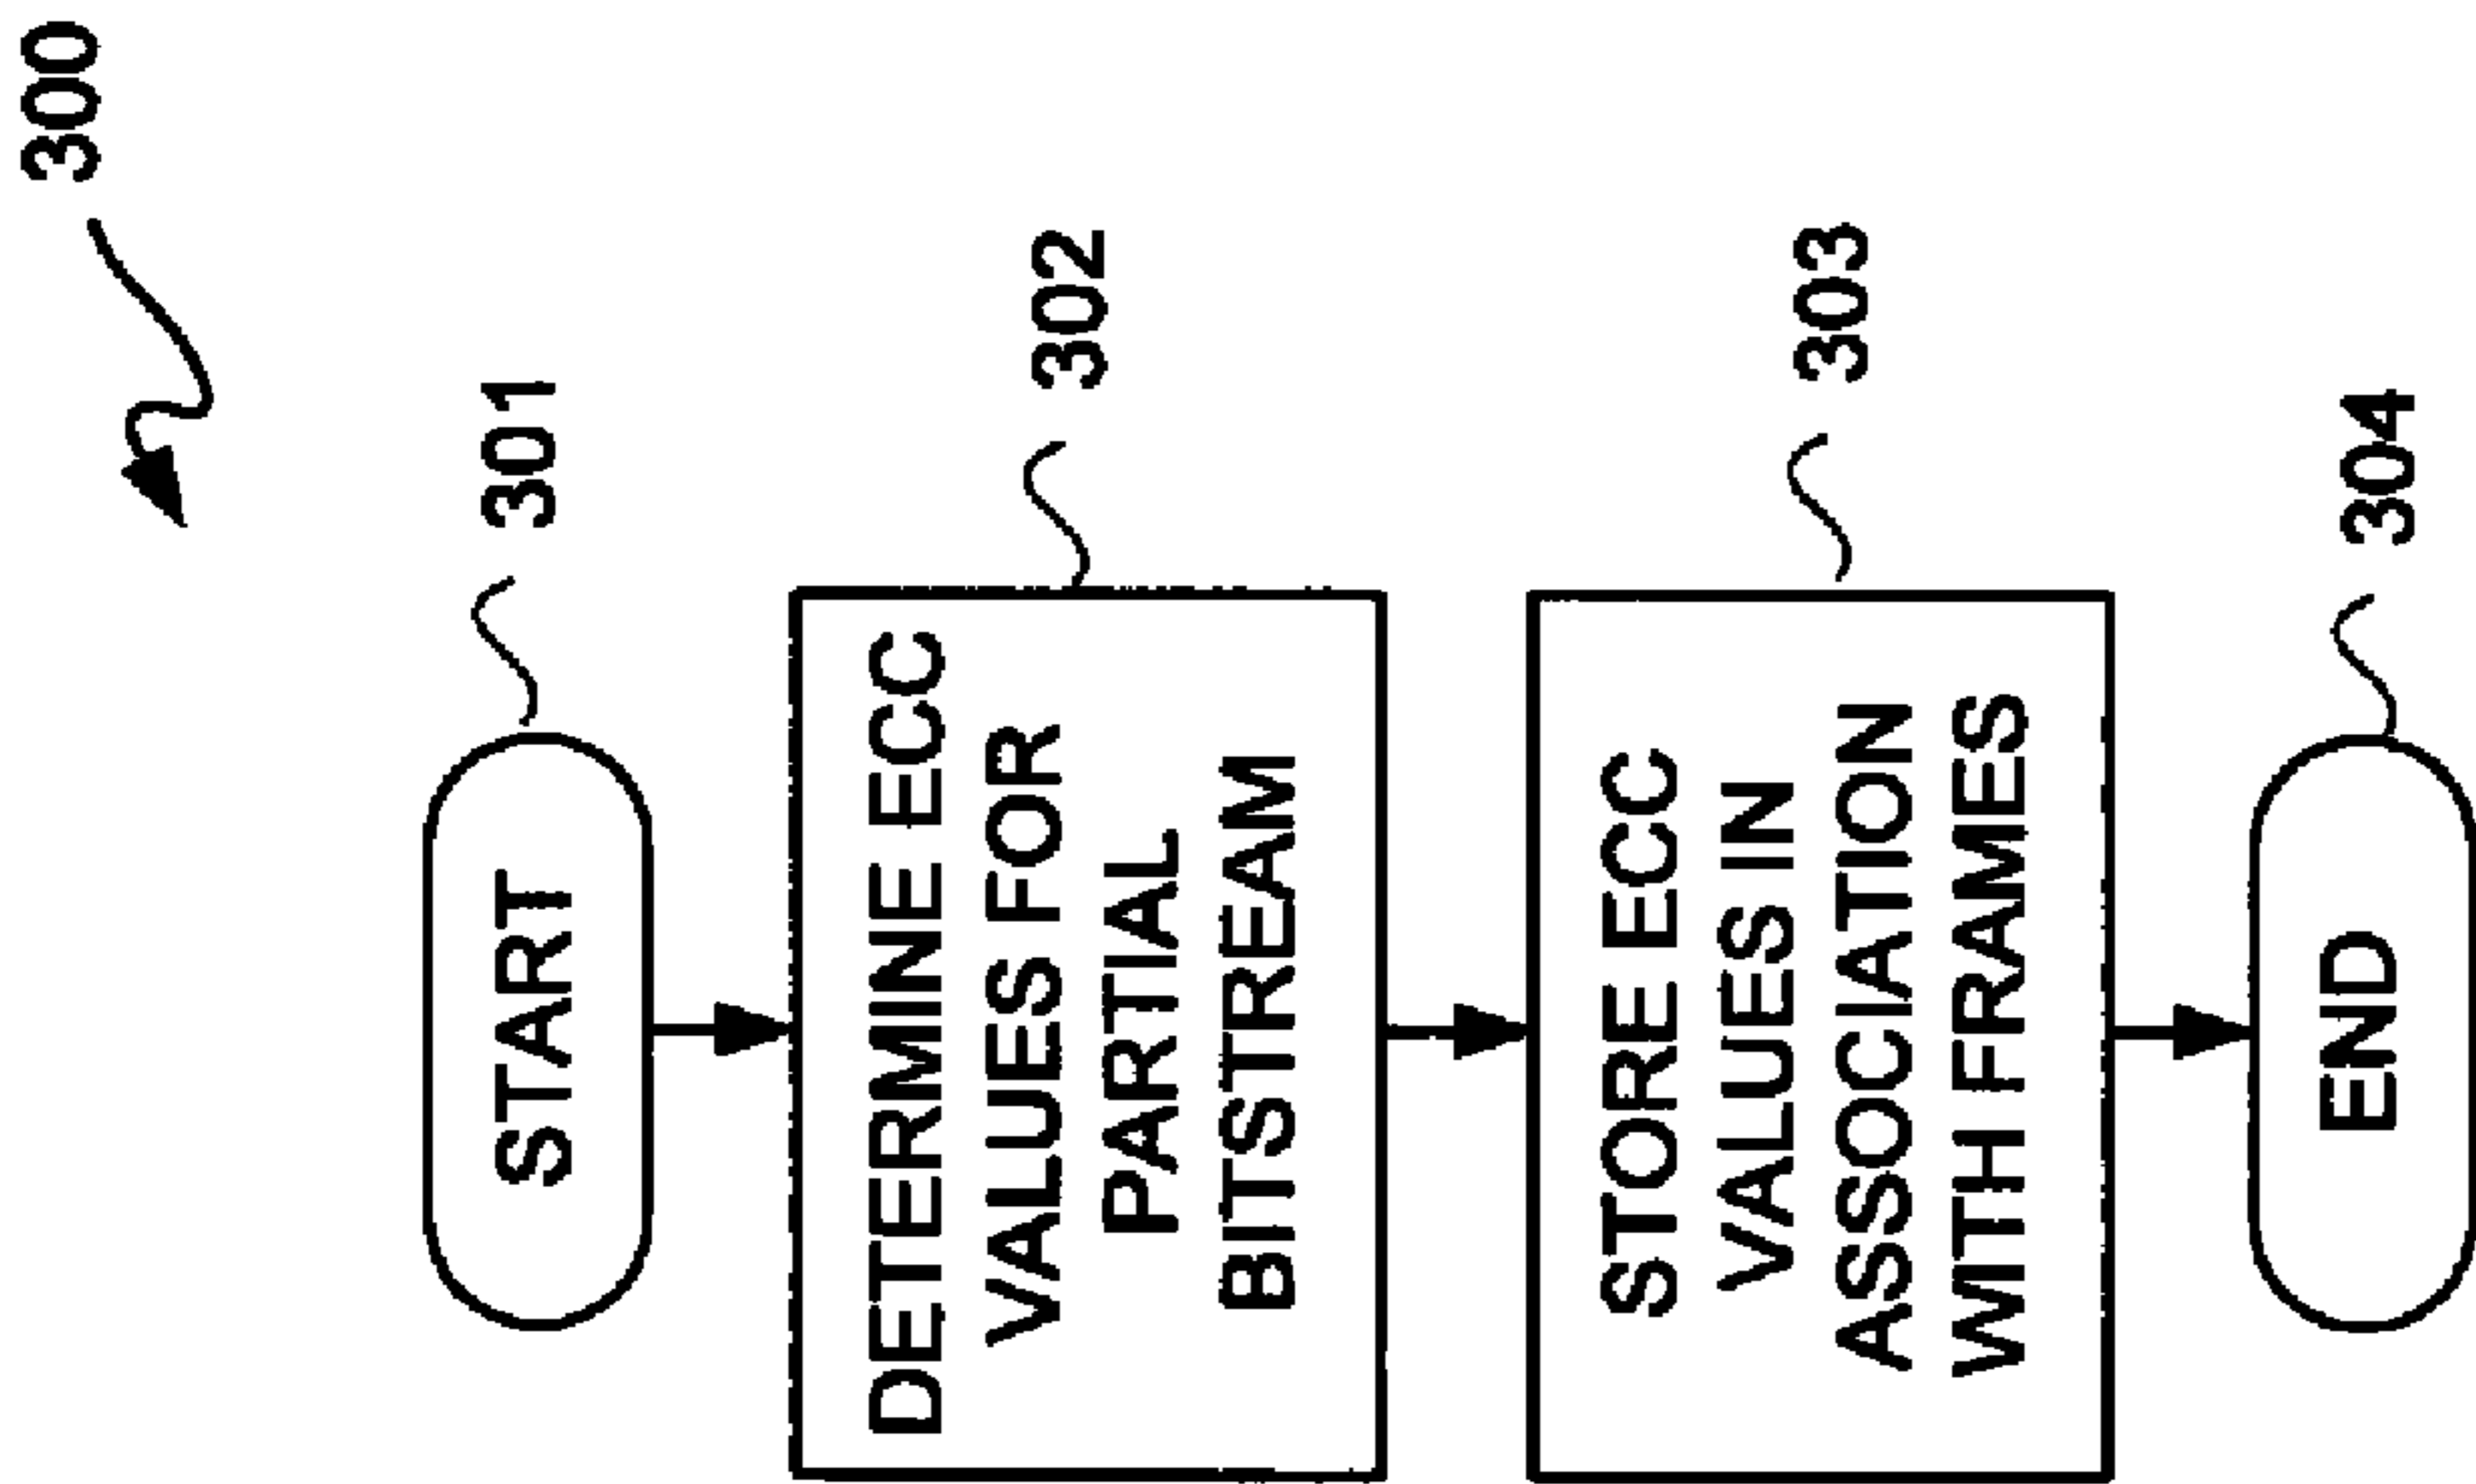 300
301
START
302
DETERMINE ECC
VALUES FOR
PARTIAL
BITSTREAM
303
STORE ECC
VALUES IN
ASSOCIATION
WITH FRAMES
304
END